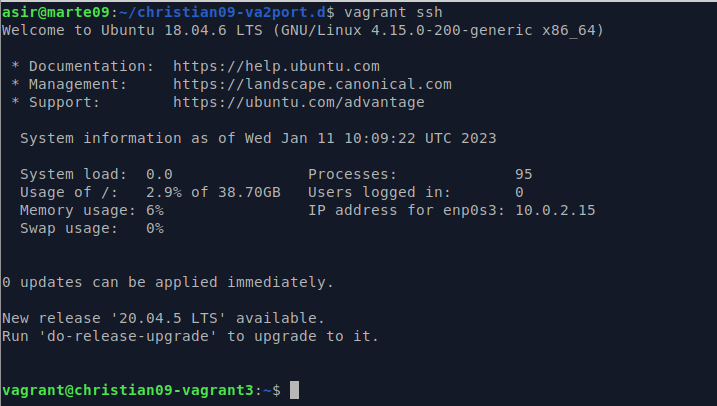 asir@marte09:~/christian09-va2port.d$ vagrant ssh
Welcome to Ubuntu 18.04.6 LTS (GNU/Linux 4.15.0-200-generic x86_64)
* Documentation:  https://help.ubuntu.com
* Management:     https://landscape.canonical.com
* Support:        https://ubuntu.com/advantage
System information as of Wed Jan 11 10:09:22 UTC 2023
System load:  0.0               Processes:             95
Usage of /:   2.9% of 38.70GB   Users logged in:       0
Memory usage: 6%                IP address for enp0s3: 10.0.2.15
Swap usage:   0%
0 updates can be applied immediately.
New release '20.04.5 LTS' available.
Run 'do-release-upgrade' to upgrade to it.
vagrant@christian09-vagrant3:~$